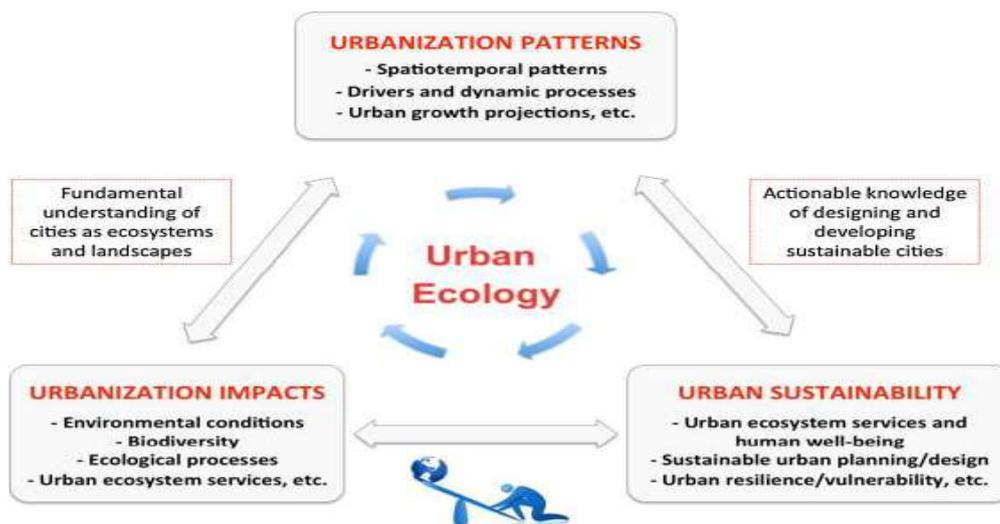 URBANIZATION PATTERNS
- Spatiotemporal patterns
- Drivers and dynamic processes
- Urban growth projections, etc.
Fundamental
understanding of
cities as ecosystems
and landscapes
Actionable knowledge
of designing and
developing
sustainable cities
Urban
Ecology
URBANIZATION IMPACTS
- Environmental conditions
- Biodiversity
- Ecological processes
- Urban ecosystem services, etc.
URBAN SUSTAINABILITY
- Urban ecosystem services and
human well-being
- Sustainable urban planning/design
- Urban resilience/vulnerability, etc.